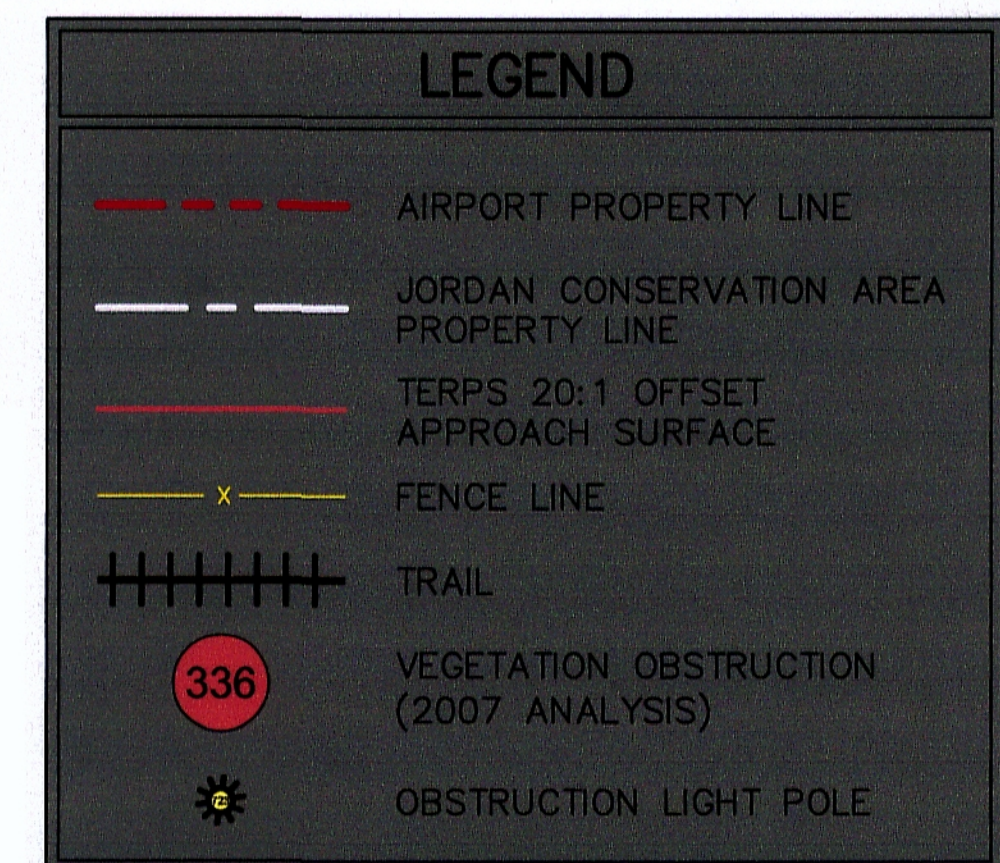 LEGEND
AIRPORT PROPERTY LINE
JORDAN CONSERVATION AREA
PROPERTY LINE
TERPS 20:1 OFFSET
APPROACH SURFACE
X
FENCE LINE
TRAIL
336
VEGETATION OBSTRUCTION
(2007 ANALYSIS)
OBSTRUCTION LIGHT POLE